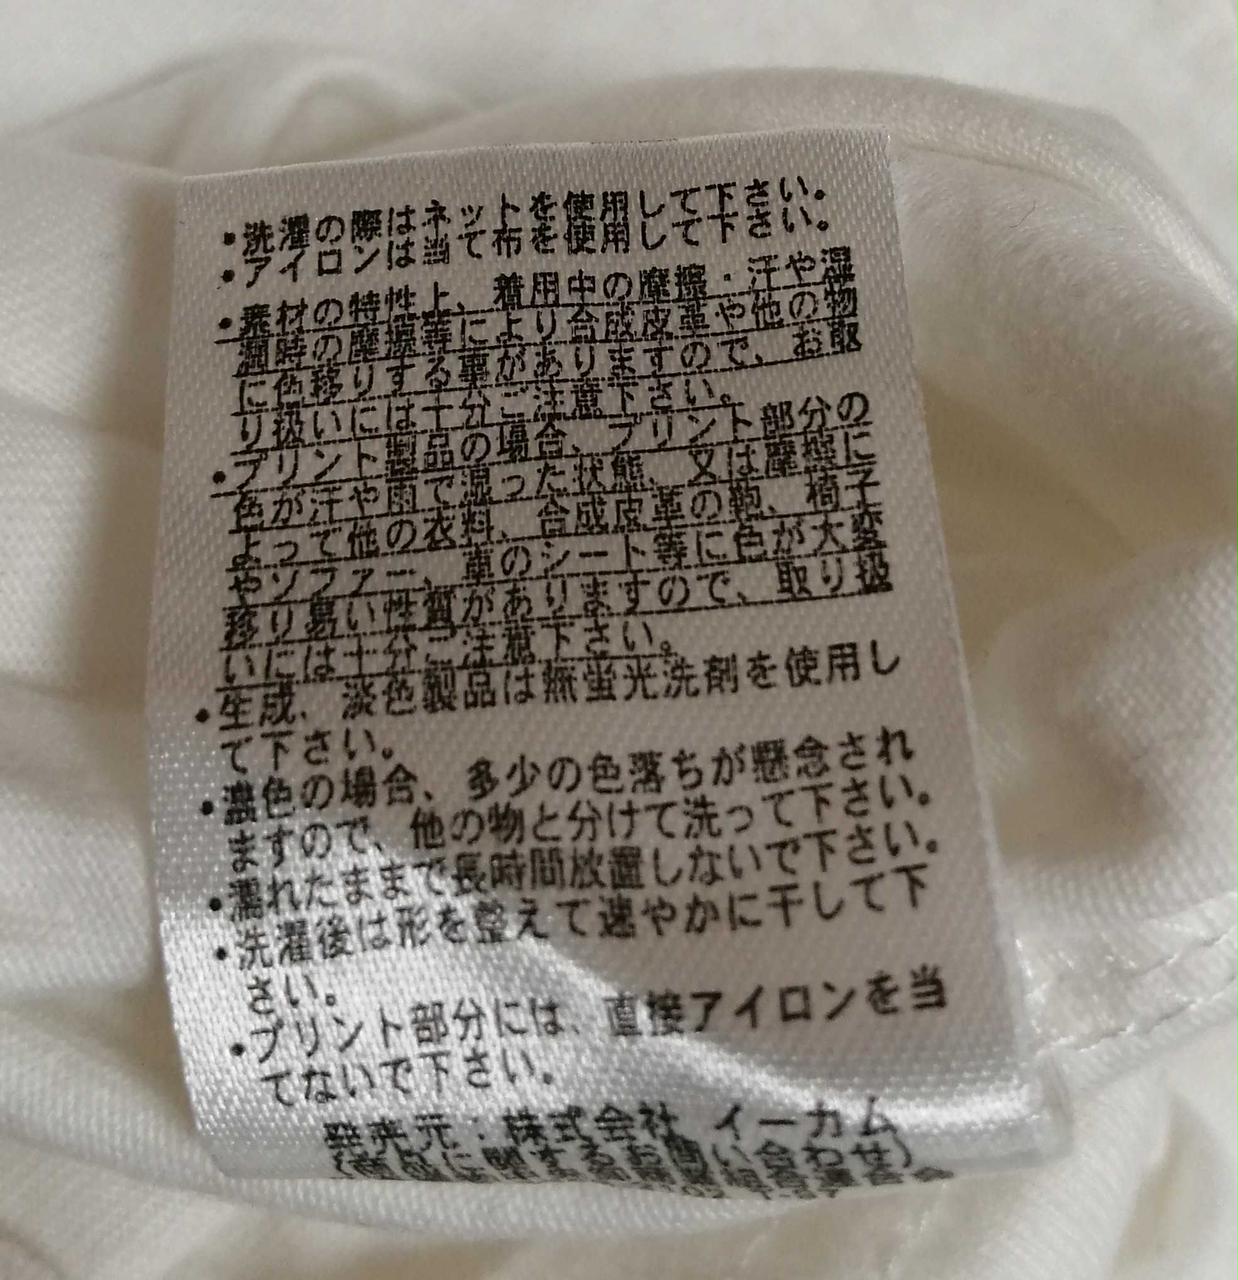 ・洗濯の際はネットを使用して下さい。
・アイロンは当て布を使用して下さい。
・素材の特性上、着用中の摩擦・汗や湿
潤時の摩擦等により合成皮革や他の物
に色移りする事がありますので、お取
り扱いには十分ご注意下さい。
・プリント製品の場合、プリント部分の
色が汗や雨で湿った状態、又は摩擦に
よって他の衣料、合成皮革の鞄、椅子
やソファー、車のシート等に色が大変
移り易い性質がありますので、取り扱
いには十分ご注意下さい。
・生成、淡色製品は無蛍光洗剤を使用し
て下さい。
・濃色の場合、多少の色落ちが懸念され
ますので、他の物と分けて洗って下さい。
・濡れたままで長時間放置しないで下さい。
・洗濯後は形を整えて速やかに干して下
さい。
・プリント部分には、直接アイロンを当
てないで下さい。
発売元：株式会社 イーカム
(商品に関するお問い合わせ)